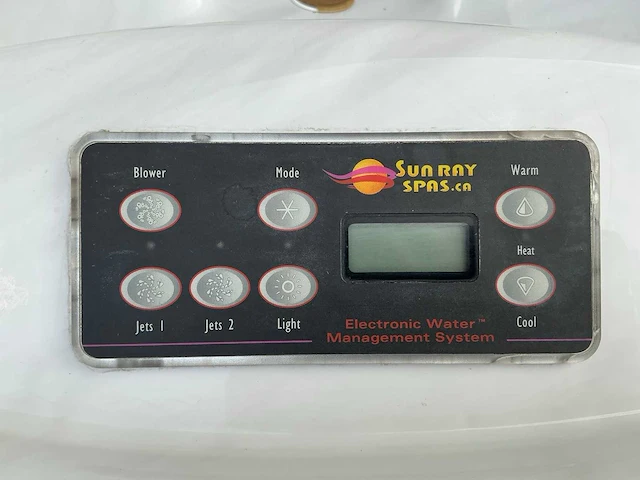 Blower
Mode
SUN RAY
SPAS.ca
Warm
Heat
Jets 1
Jets 2
Light
Cool
Electronic Water™
Management System